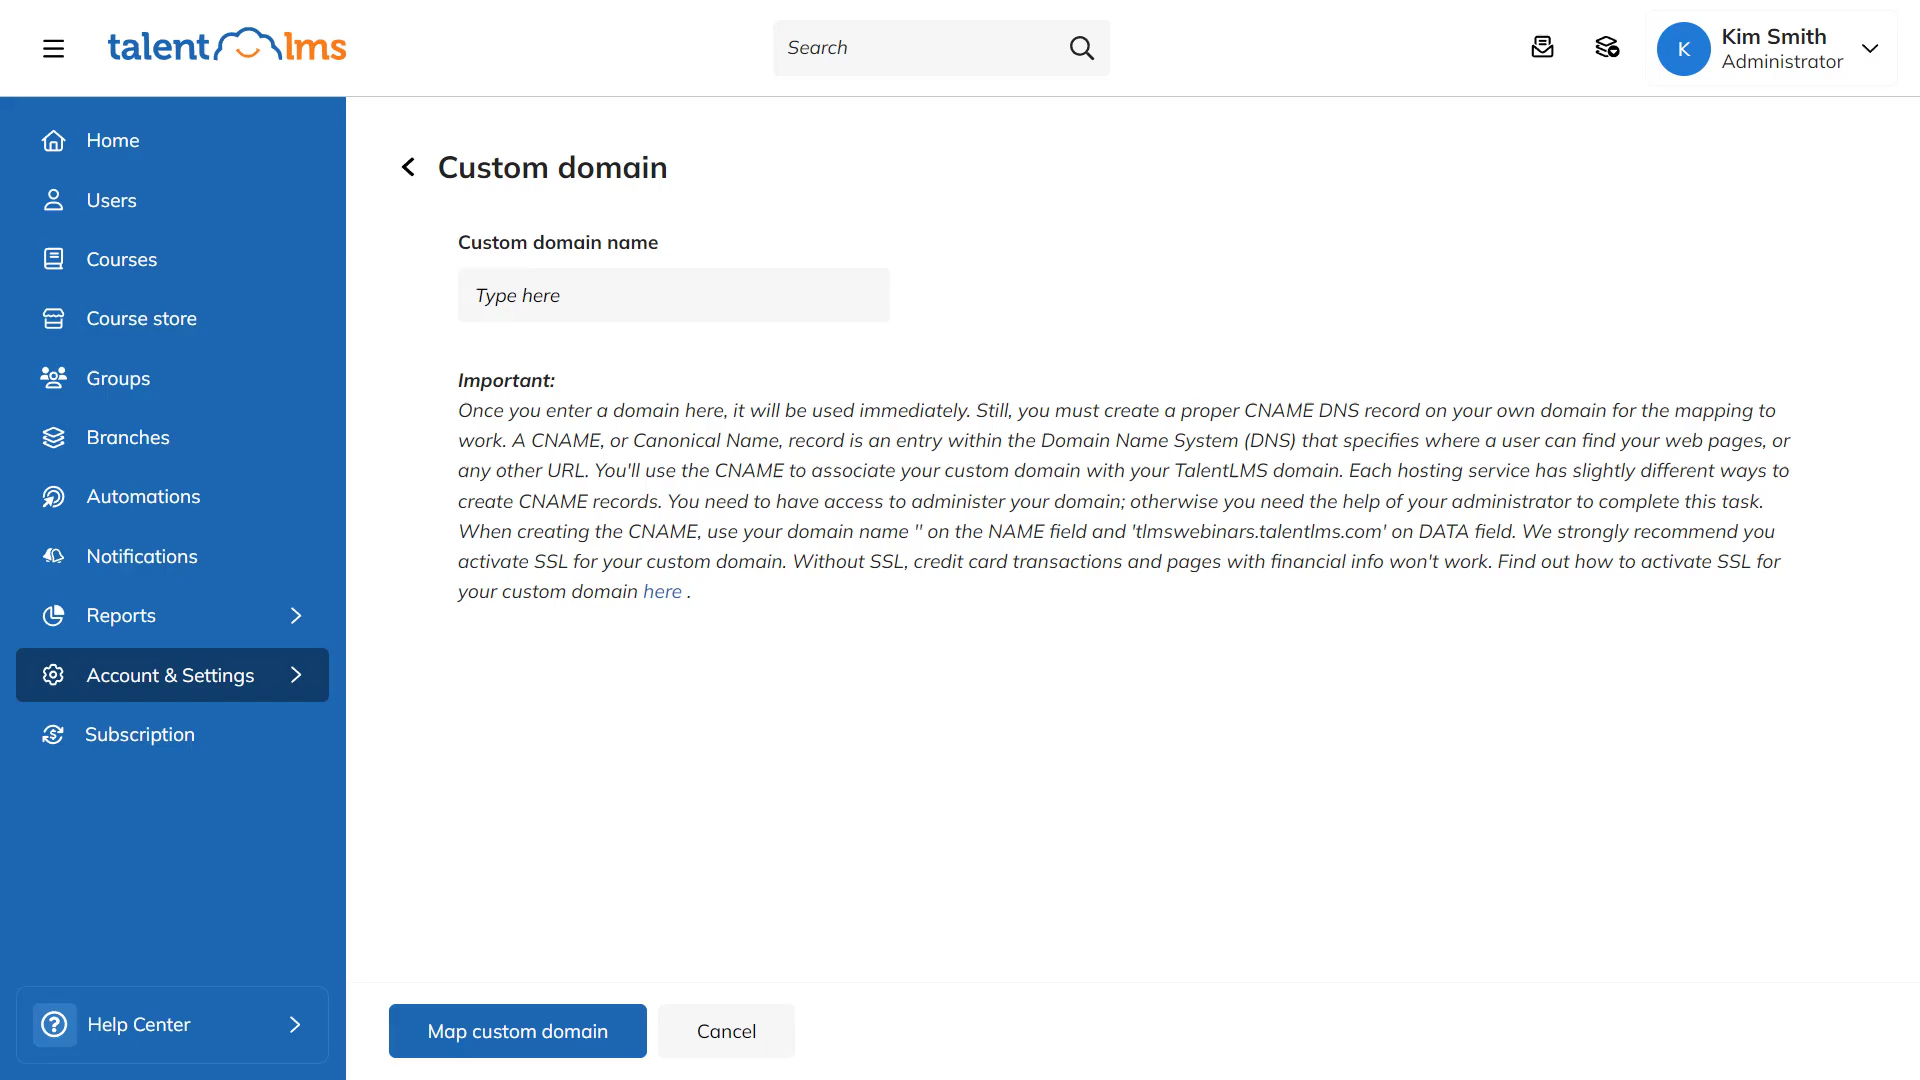 talentlms
Search
K
Kim Smith
Administrator
Home
Users
Courses
Course store
Groups
Branches
Automations
Notifications
Reports
Account & Settings
Subscription
Help Center
Custom domain
Custom domain name
Type here
Important:
Once you enter a domain here, it will be used immediately. Still, you must create a proper CNAME DNS record on your own domain for the mapping to
work. A CNAME, or Canonical Name, record is an entry within the Domain Name System (DNS) that specifies where a user can find your web pages, or
any other URL. You'll use the CNAME to associate your custom domain with your TalentLMS domain. Each hosting service has slightly different ways to
create CNAME records. You need to have access to administer your domain; otherwise you need the help of your administrator to complete this task.
When creating the CNAME, use your domain name '' on the NAME field and 'tlmswebinars.talentlms.com' on DATA field. We strongly recommend you
activate SSL for your custom domain. Without SSL, credit card transactions and pages with financial info won't work. Find out how to activate SSL for
your custom domain here .
Map custom domain
Cancel